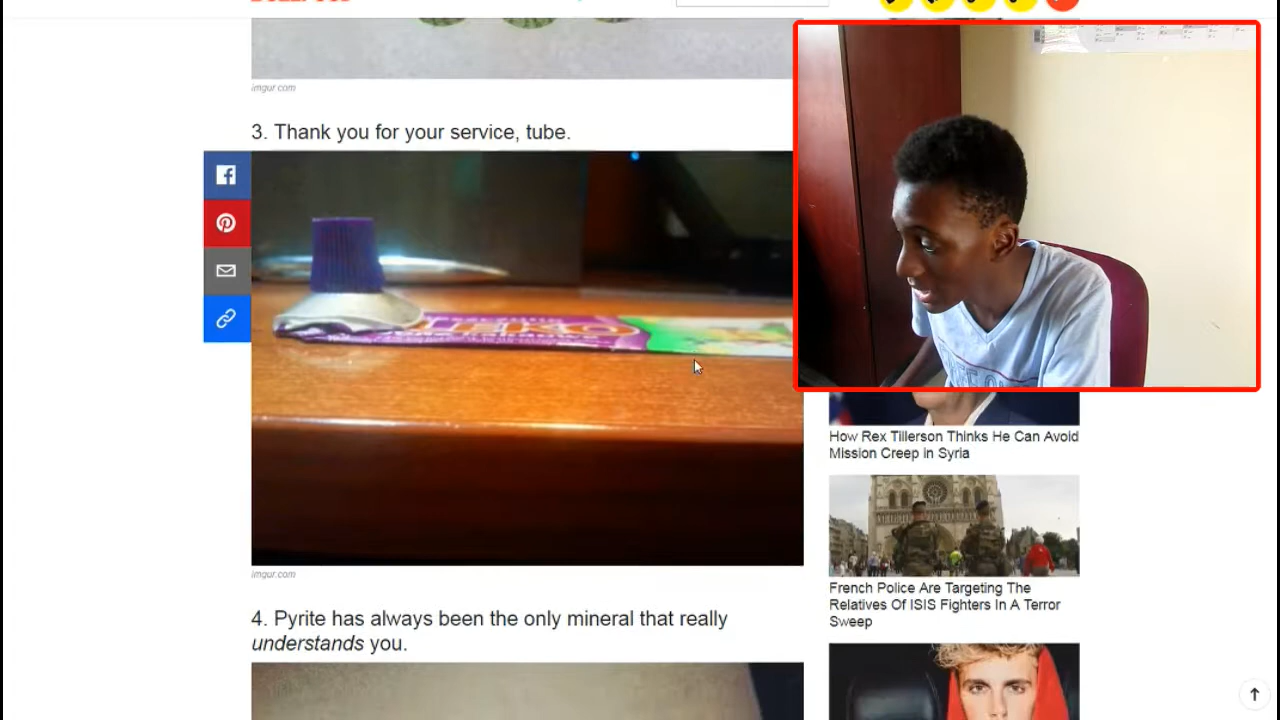 imgur.com
3. Thank you for your service, tube.
imgur.com
4. Pyrite has always been the only mineral that really
understands you.
How Rex Tillerson Thinks He Can Avoid
Mission Creep in Syria
French Police Are Targeting The
Relatives Of ISIS Fighters In A Terror
Sweep